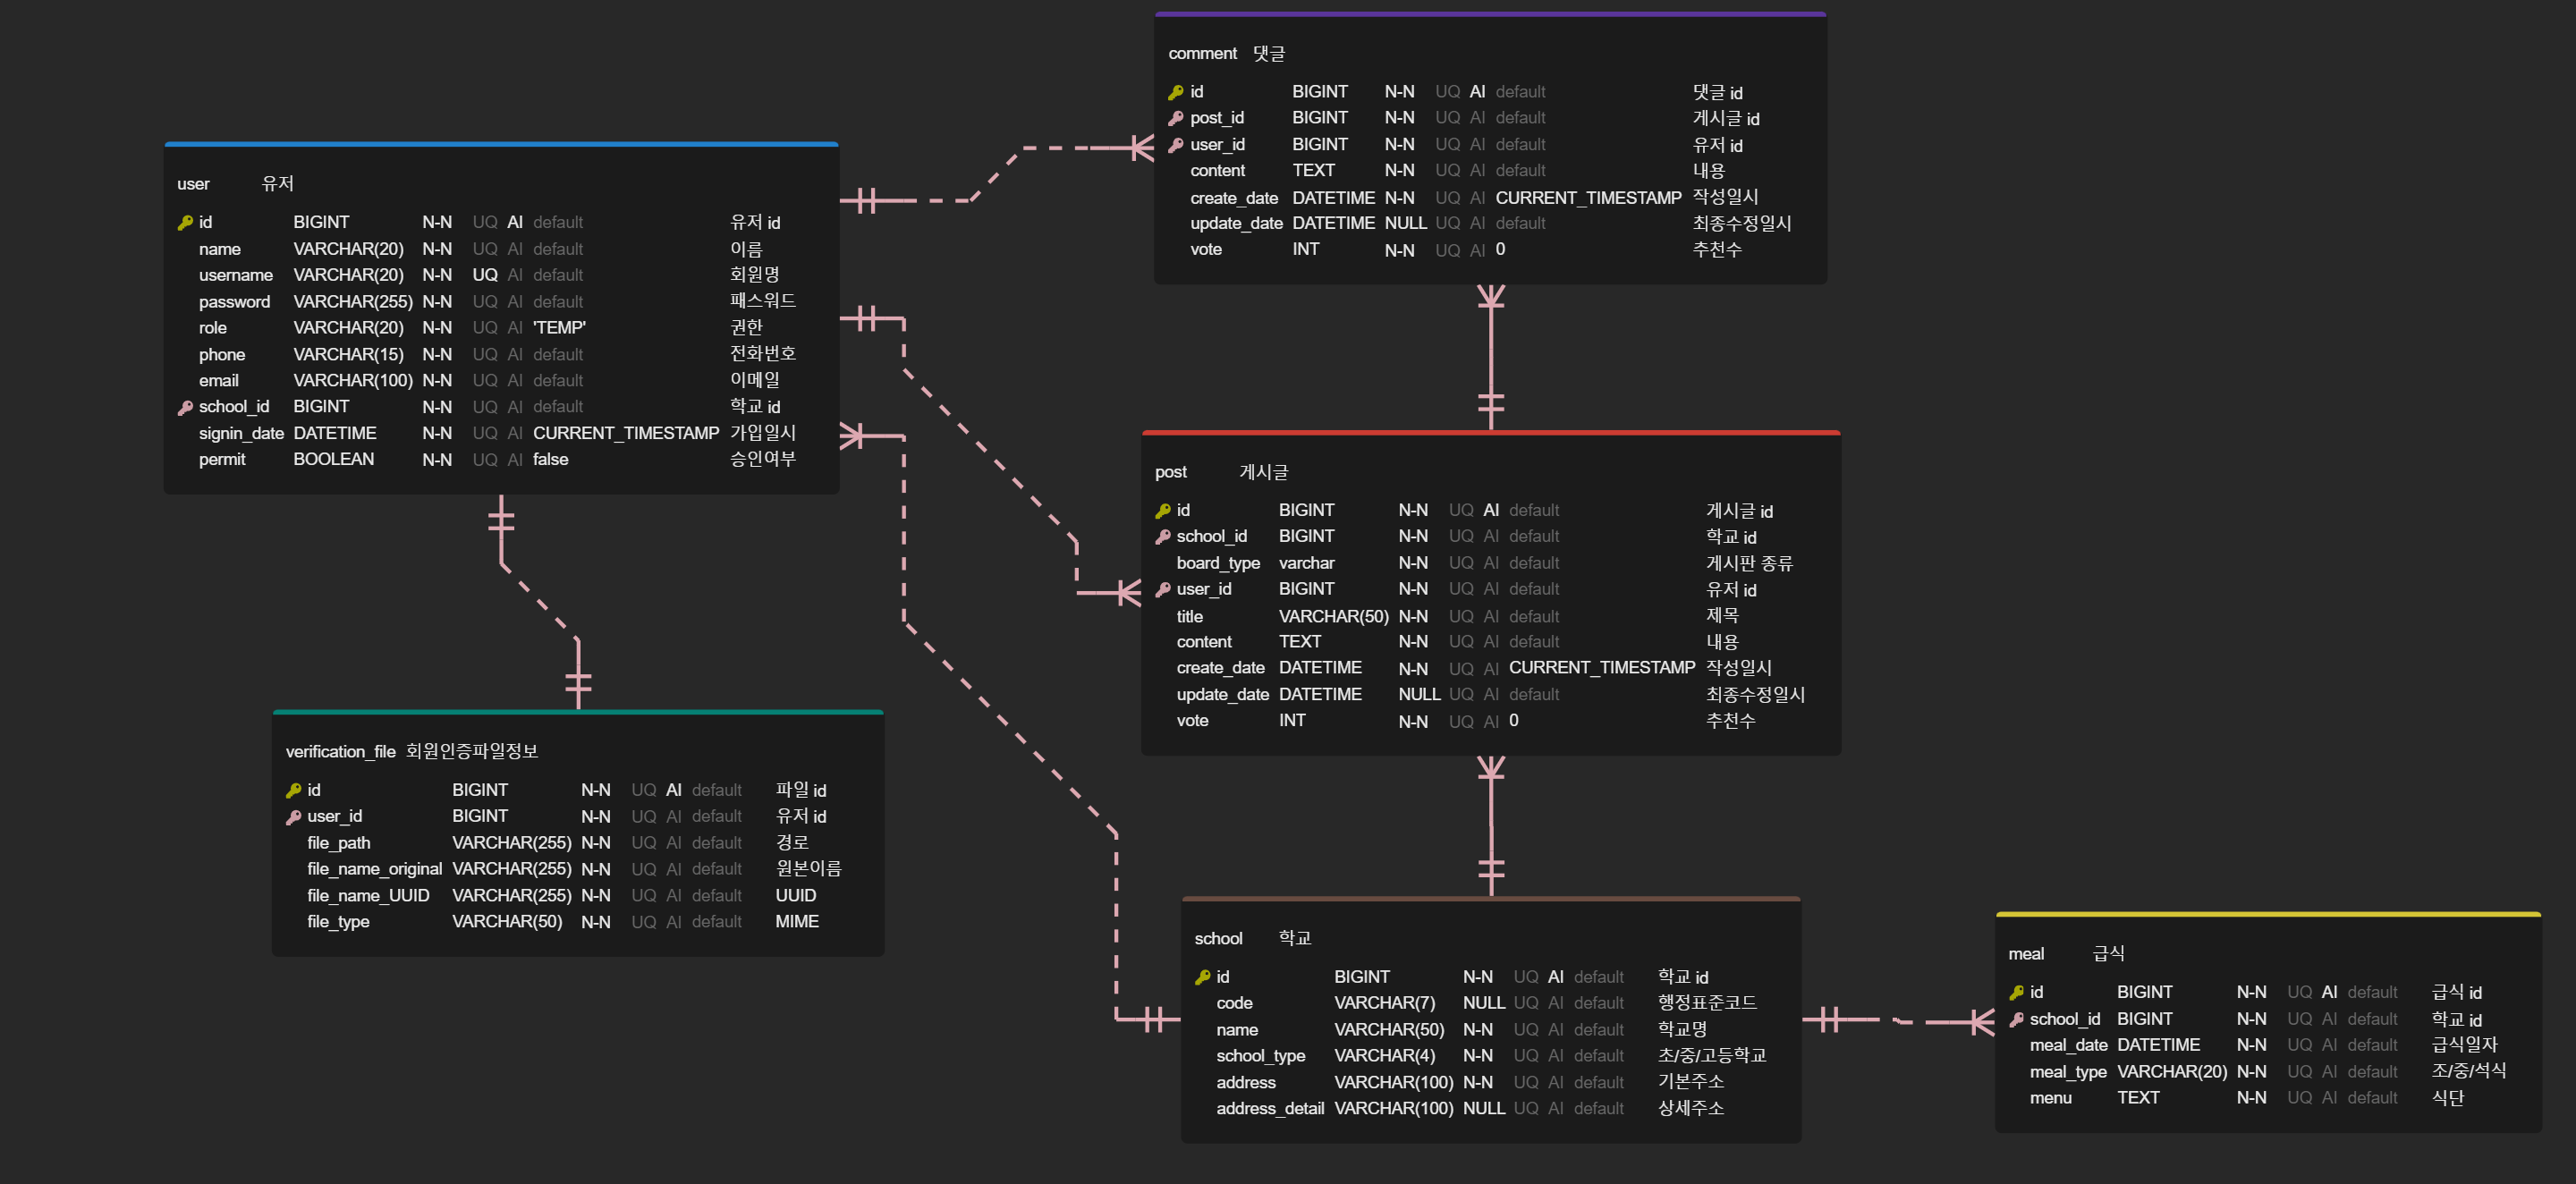 comment 댓글
id BIGINT N-N UQ AI default 댓글 id
post_id BIGINT N-N UQ AI default 게시글 id
user_id BIGINT N-N UQ AI default 유저 id
content TEXT N-N UQ AI default 내용
create_date DATETIME N-N UQ AI CURRENT_TIMESTAMP 작성일시
update_date DATETIME NULL UQ AI default 최종수정일시
vote INT N-N UQ AI 0 추천수
user 유저
id BIGINT N-N UQ AI default 유저 id
name VARCHAR(20) N-N UQ AI default 이름
username VARCHAR(20) N-N UQ AI default 회원명
password VARCHAR(255) N-N UQ AI default 패스워드
role VARCHAR(20) N-N UQ AI 'TEMP' 권한
phone VARCHAR(15) N-N UQ AI default 전화번호
email VARCHAR(100) N-N UQ AI default 이메일
school_id BIGINT N-N UQ AI default 학교 id
signin_date DATETIME N-N UQ AI CURRENT_TIMESTAMP 가입일시
permit BOOLEAN N-N UQ AI false 승인여부
post 게시글
id BIGINT N-N UQ AI default 게시글 id
school_id BIGINT N-N UQ AI default 학교 id
board_type varchar N-N UQ AI default 게시판 종류
user_id BIGINT N-N UQ AI default 유저 id
title VARCHAR(50) N-N UQ AI default 제목
content TEXT N-N UQ AI default 내용
create_date DATETIME N-N UQ AI CURRENT_TIMESTAMP 작성일시
update_date DATETIME NULL UQ AI default 최종수정일시
vote INT N-N UQ AI 0 추천수
verification_file 회원인증파일정보
id BIGINT N-N UQ AI default 파일 id
user_id BIGINT N-N UQ AI default 유저 id
file_path VARCHAR(255) N-N UQ AI default 경로
file_name_original VARCHAR(255) N-N UQ AI default 원본이름
file_name_UUID VARCHAR(255) N-N UQ AI default UUID
file_type VARCHAR(50) N-N UQ AI default MIME
school 학교
id BIGINT N-N UQ AI default 학교 id
code VARCHAR(7) NULL UQ AI default 행정표준코드
name VARCHAR(50) N-N UQ AI default 학교명
school_type VARCHAR(4) N-N UQ AI default 초/중/고등학교
address VARCHAR(100) N-N UQ AI default 기본주소
address_detail VARCHAR(100) NULL UQ AI default 상세주소
meal 급식
id BIGINT N-N UQ AI default 급식 id
school_id BIGINT N-N UQ AI default 학교 id
meal_date DATETIME N-N UQ AI default 급식일자
meal_type VARCHAR(20) N-N UQ AI default 조/중/석식
menu TEXT N-N UQ AI default 식단